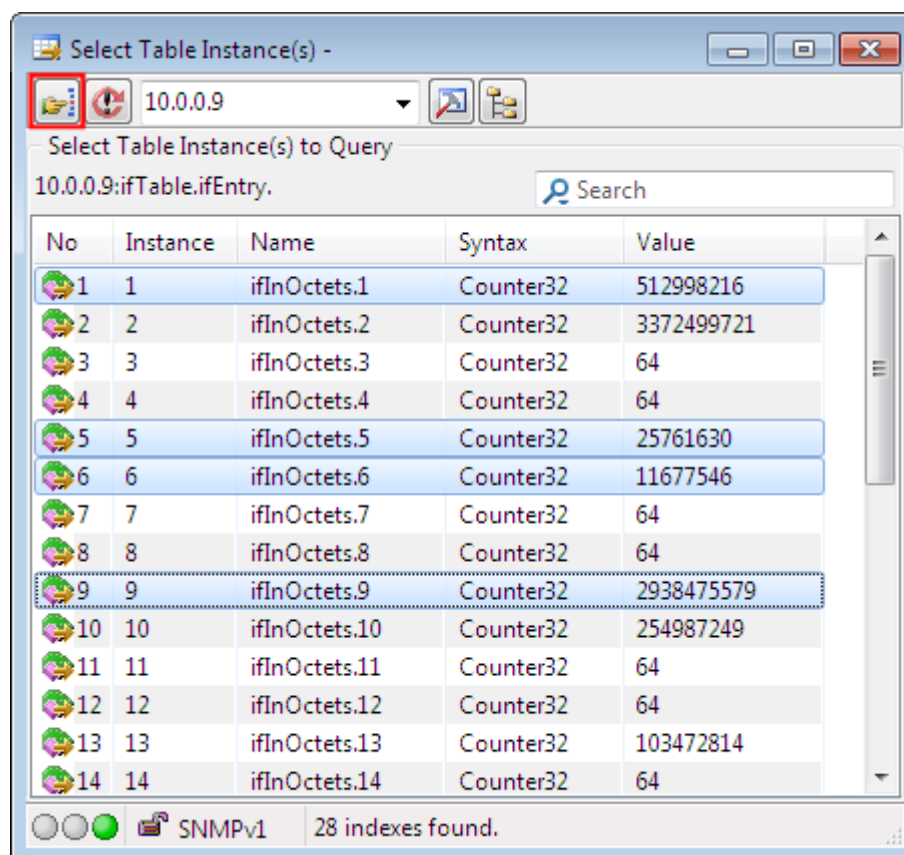 Select Table Instance(s) -
10.0.0.9
Select Table Instance(s) to Query
10.0.0.9:ifTable.ifEntry.
Search
No Instance Name Syntax Value
1 1 ifInOctets.1 Counter32 512998216
2 2 ifInOctets.2 Counter32 3372499721
3 3 ifInOctets.3 Counter32 64
4 4 ifInOctets.4 Counter32 64
5 5 ifInOctets.5 Counter32 25761630
6 6 ifInOctets.6 Counter32 11677546
7 7 ifInOctets.7 Counter32 64
8 8 ifInOctets.8 Counter32 64
9 9 ifInOctets.9 Counter32 2938475579
10 10 ifInOctets.10 Counter32 254987249
11 11 ifInOctets.11 Counter32 64
12 12 ifInOctets.12 Counter32 64
13 13 ifInOctets.13 Counter32 103472814
14 14 ifInOctets.14 Counter32 64
SNMPv1 28 indexes found.